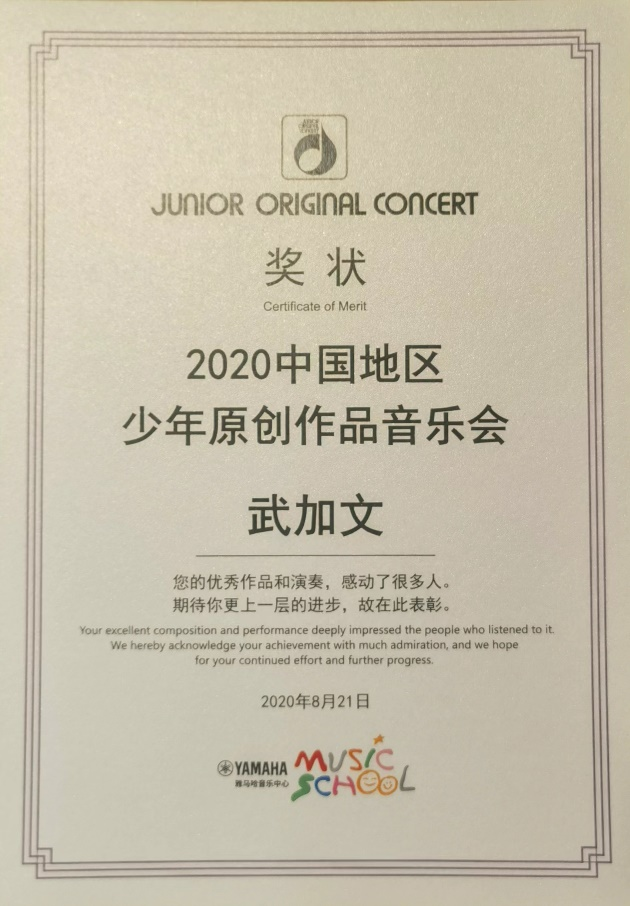 JUNIOR ORIGINAL CONCERT
奖状
Certificate of Merit
2020中国地区
少年原创作品音乐会
武加文
您的优秀作品和演奏，感动了很多人。
期待你更上一层的进步，故在此表彰。
Your excellent composition and performance deeply impressed the people who listened to it.
We hereby acknowledge your achievement with much admiration, and we hope
for your continued effort and further progress.
2020年8月21日
YAMAHA
雅马哈音乐中心
MUSIC
SCHOOL